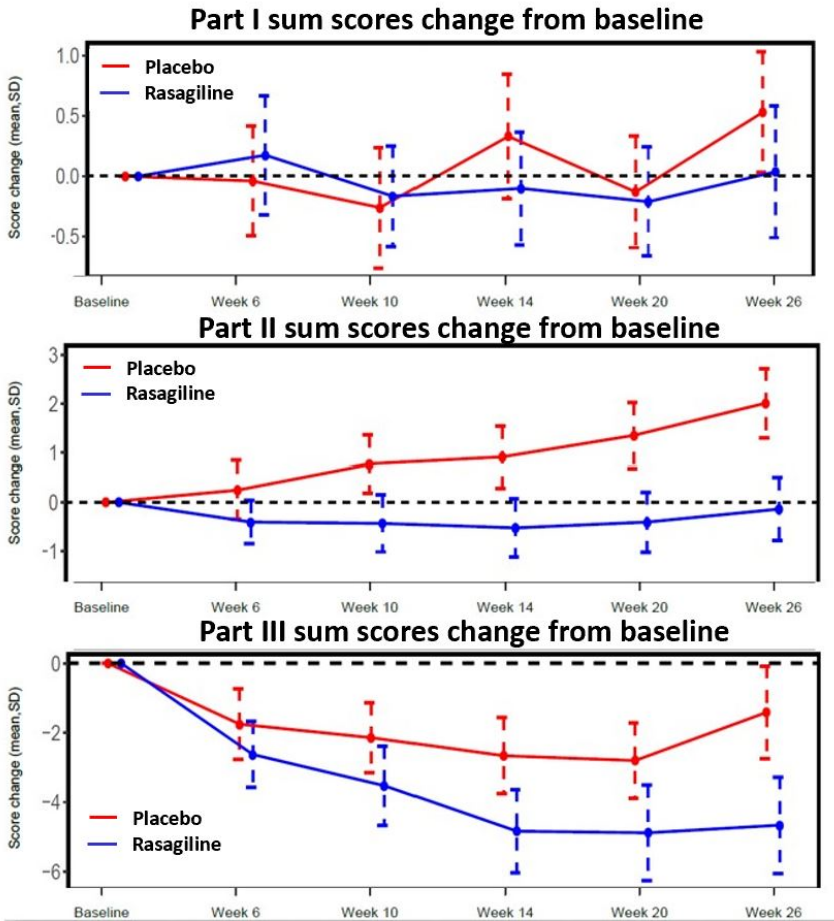 Part I sum scores change from baseline
Score change (mean,SD)
1.0
0.5
0.0
-0.5
Placebo
Rasagiline
Baseline Week 6 Week 10 Week 14 Week 20 Week 26
Part II sum scores change from baseline
Score change (mean,SD)
3
2
1
0
-1
Placebo
Rasagiline
Baseline Week 6 Week 10 Week 14 Week 20 Week 26
Part III sum scores change from baseline
Score change (mean,SD)
0
−2
−4
−6
Placebo
Rasagiline
Baseline Week 6 Week 10 Week 14 Week 20 Week 26